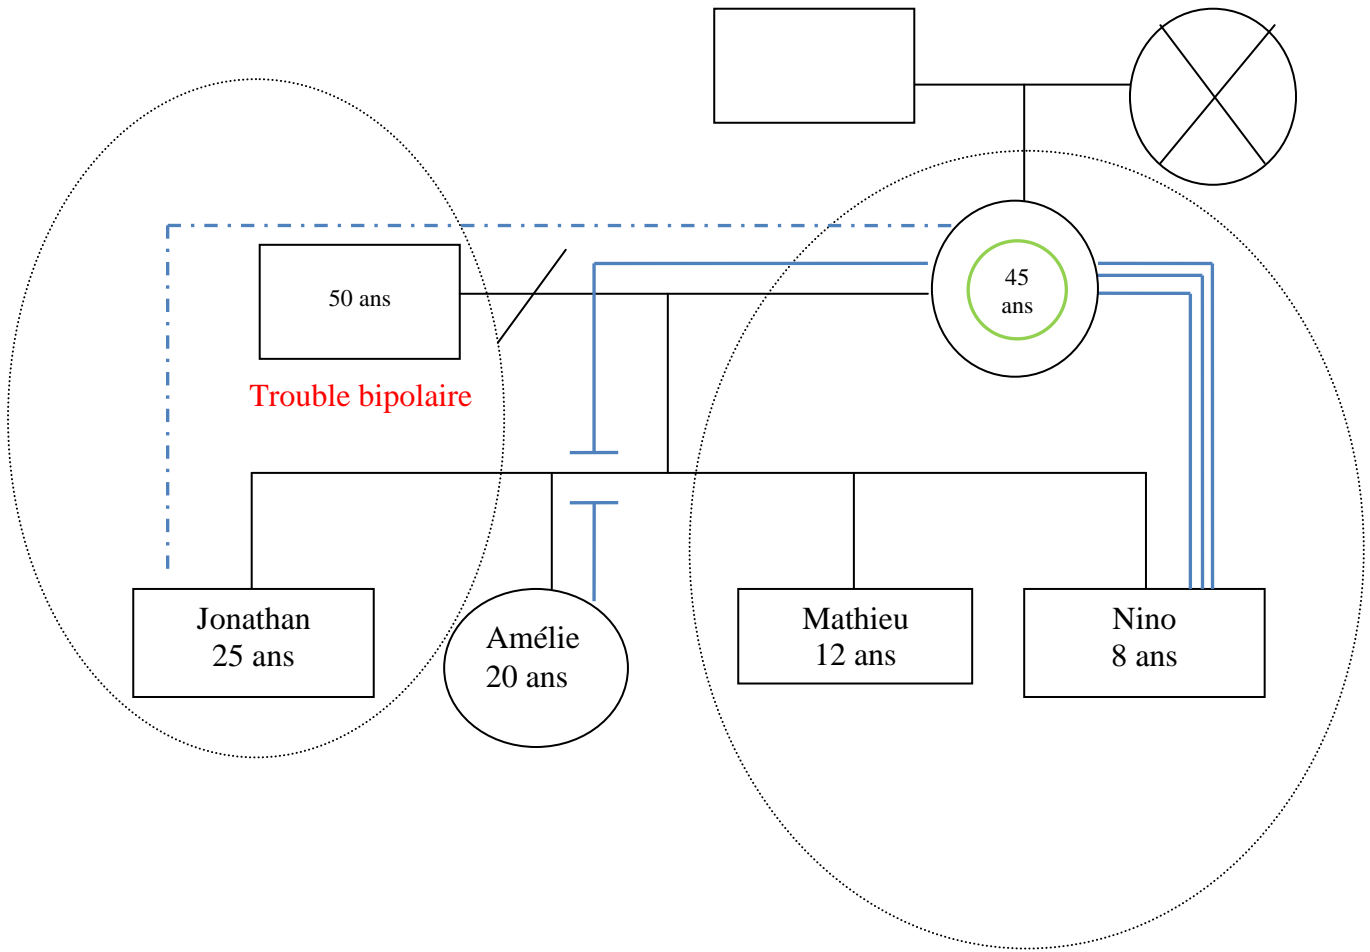 45
ans
50 ans
Trouble bipolaire
Jonathan
25 ans
Amélie
20 ans
Mathieu
12 ans
Nino
8 ans